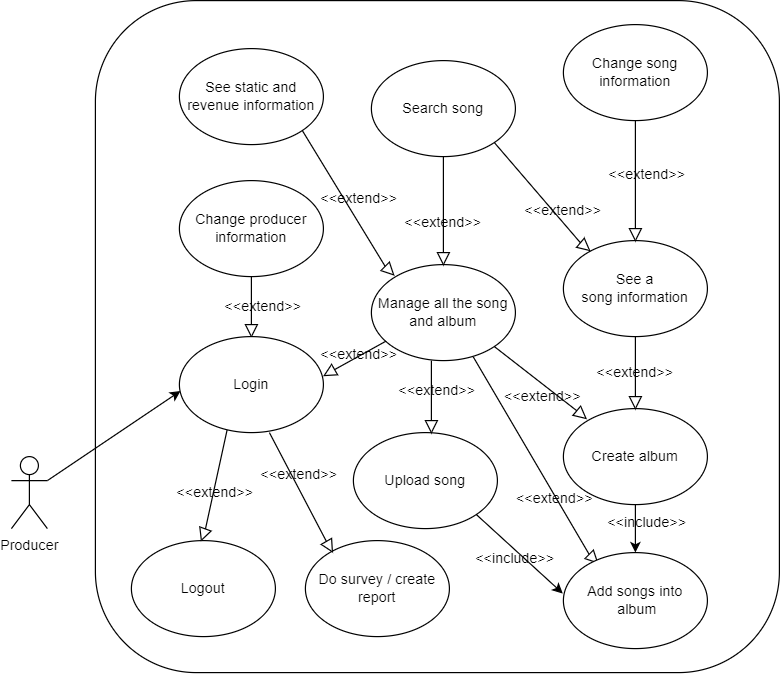 See static and
revenue information
Search song
Change song
information
<<extend>>
<<extend>>
<<extend>>
<<extend>>
Change producer
information
See a
song information
<<extend>>
Manage all the song
and album
<<extend>>
<<extend>>
Login
<<extend>>
<<extend>>
Create album
<<extend>>
Upload song
<<extend>>
<<extend>>
<<include>>
Producer
<<include>>
Logout
Do survey / create
report
Add songs into
album